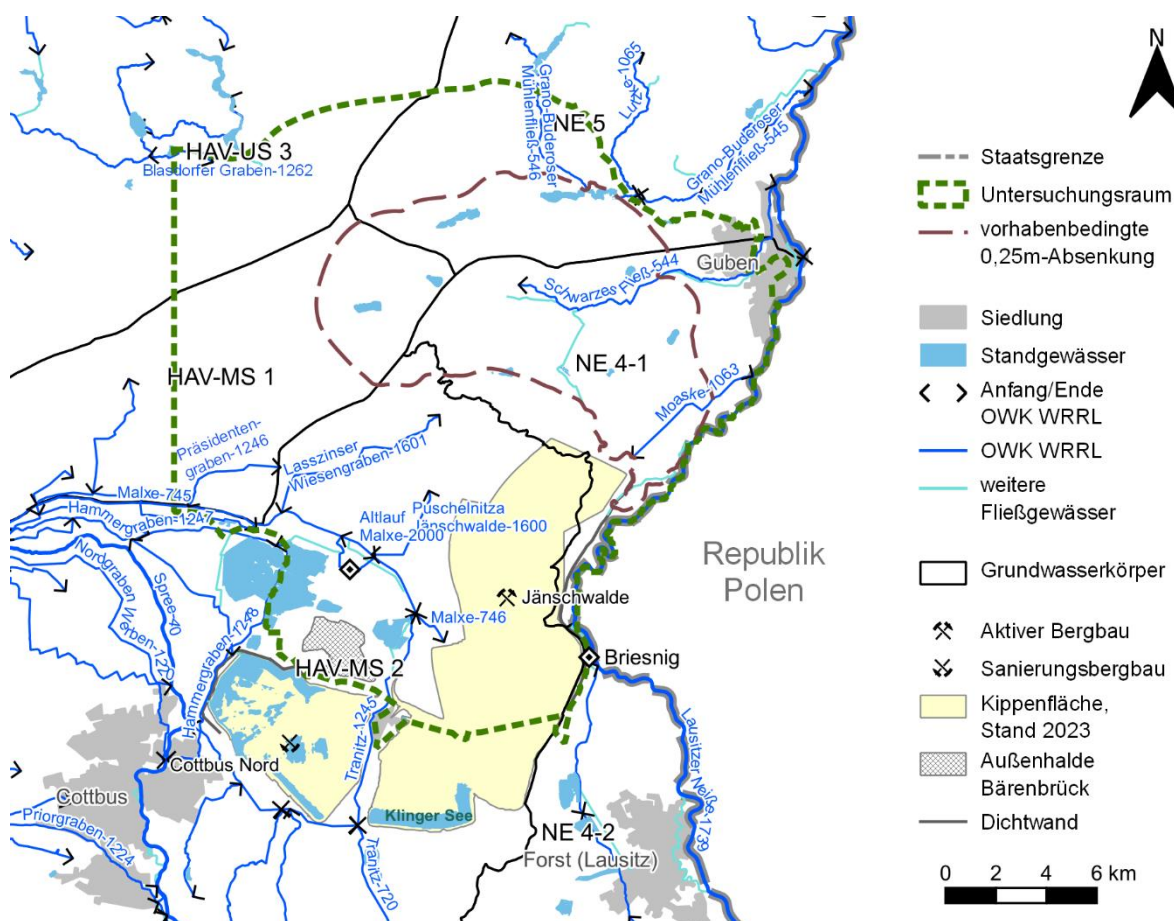 HAV-US 3
Blasdorfer Graben-1262
Grano-Buderoser
Mühlenfließ-546
Lutzke-1065
NE 5
Grano-Buderoser
Mühlenfließ-545
Guben
Schwarzes Fließ-544
NE 4-1
Moaske-1063
HAV-MS 1
Präsidenten-
graben-1246
Lasszinser
Wiesengraben-1601
Malxe-745
Hammergraben-1247
Altlauf
Malxe-2000
Puschelnitza
Jänschwalde-1600
Nordgraben Werben-1229
Spree-40
Hammergraben-1248
Malxe-746
Jänschwalde
Republik
Polen
HAV-MS 2
Briesnig
Tranitz-1245
Cottbus Nord
Cottbus
Priorgraben-1224
Klinger See
Tranitz-720
NE 4-2
Forst (Lausitz)
Lausitzer Neiße-1739
N
Staatsgrenze
Untersuchungsraum
vorhabenbedingte
0,25m-Absenkung
Siedlung
Standgewässer
Anfang/Ende
OWK WRRL
OWK WRRL
weitere
Fließgewässer
Grundwasserkörper
Aktiver Bergbau
Sanierungsbergbau
Kippenfläche,
Stand 2023
Außenhalde
Bärenbrück
Dichtwand
0 2 4 6 km